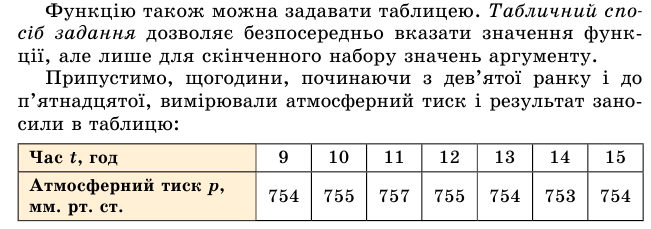 Функцію також можна задавати таблицею. Табличний спо-
сіб задання дозволяє безпосередньо вказати значення функ-
ції, але лише для скінченного набору значень аргументу.
Припустимо, щогодини, починаючи з дев’ятої ранку і до
п’ятнадцятої, вимірювали атмосферний тиск і результат зано-
сили в таблицю:
Час t, год 9 10 11 12 13 14 15
Атмосферний тиск p, 754 755 757 755 754 753 754
мм. рт. ст.